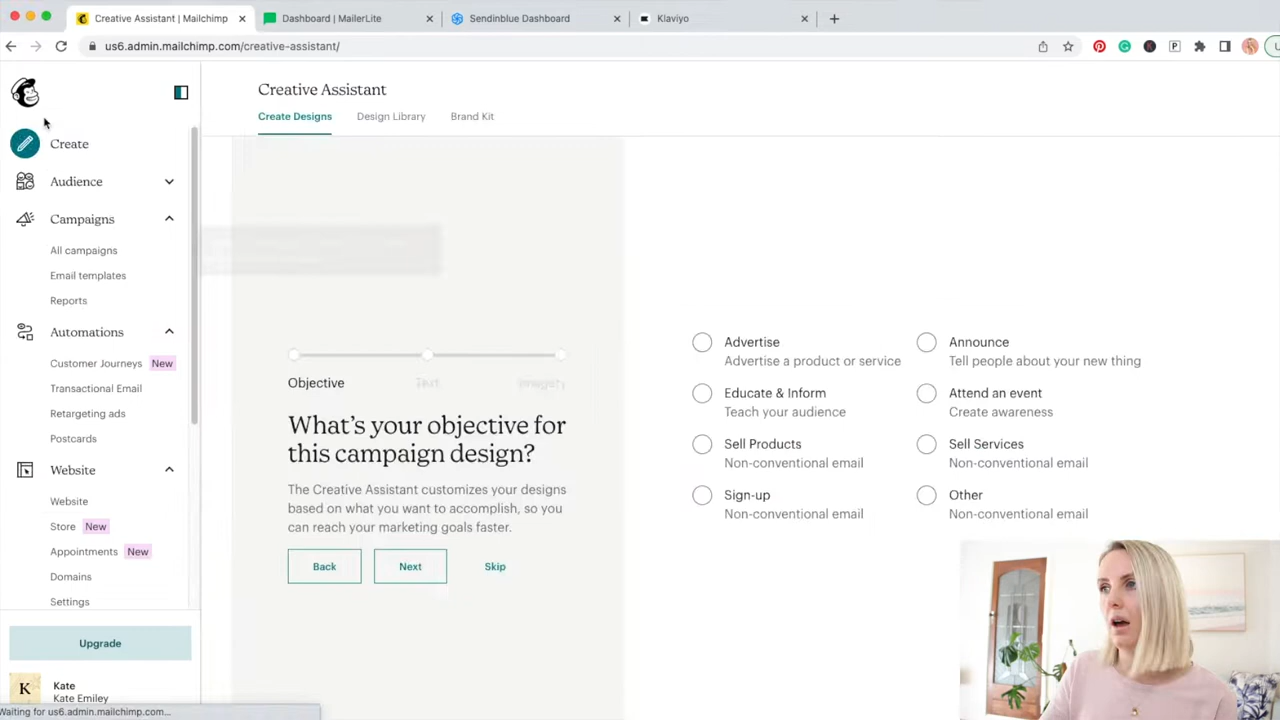 Creative Assistant | Mailchimp
Dashboard | MailerLite
Sendinblue Dashboard
Klaviyo
us6.admin.mailchimp.com/creative-assistant/
Creative Assistant
Create Designs
Design Library
Brand Kit
Create
Audience
Campaigns
All campaigns
Email templates
Reports
Automations
Customer Journeys New
Transactional Email
Retargeting ads
Postcards
Website
Website
Store New
Appointments New
Domains
Settings
Upgrade
K
Kate
Kate Emiley
Waiting for us6.admin.mailchimp.com...
Objective Text Imagery
What's your objective for
this campaign design?
The Creative Assistant customizes your designs
based on what you want to accomplish, so you
can reach your marketing goals faster.
Back
Next
Skip
Advertise
Advertise a product or service
Announce
Tell people about your new thing
Educate & Inform
Teach your audience
Attend an event
Create awareness
Sell Products
Non-conventional email
Sell Services
Non-conventional email
Sign-up
Non-conventional email
Other
Non-conventional email